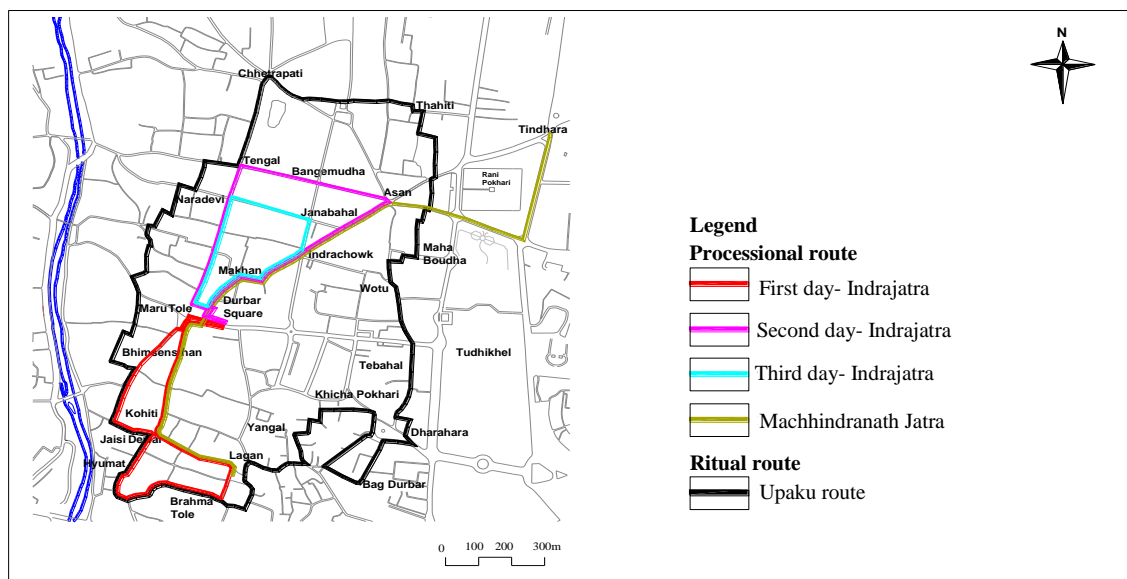 N
Chhetrapati
Thahiti
Tindhara
Tengal
Bangemudha
Rani
Pokhari
Asan
Naradevi
Janabahal
Maha
Boudha
Indrachowk
Makhan
Wotu
Durbar
Square
Maru Tole
Bhimsensthan
Tudhikhel
Tebahal
Khicha Pokhari
Kohiti
Yangal
Dharahara
Jaisi Dewal
Lagan
Hyumat
Bag Durbar
Brahma
Tole
0 100 200 300m
Legend
Processional route
First day- Indrajatra
Second day- Indrajatra
Third day- Indrajatra
Machhindranath Jatra
Ritual route
Upaku route